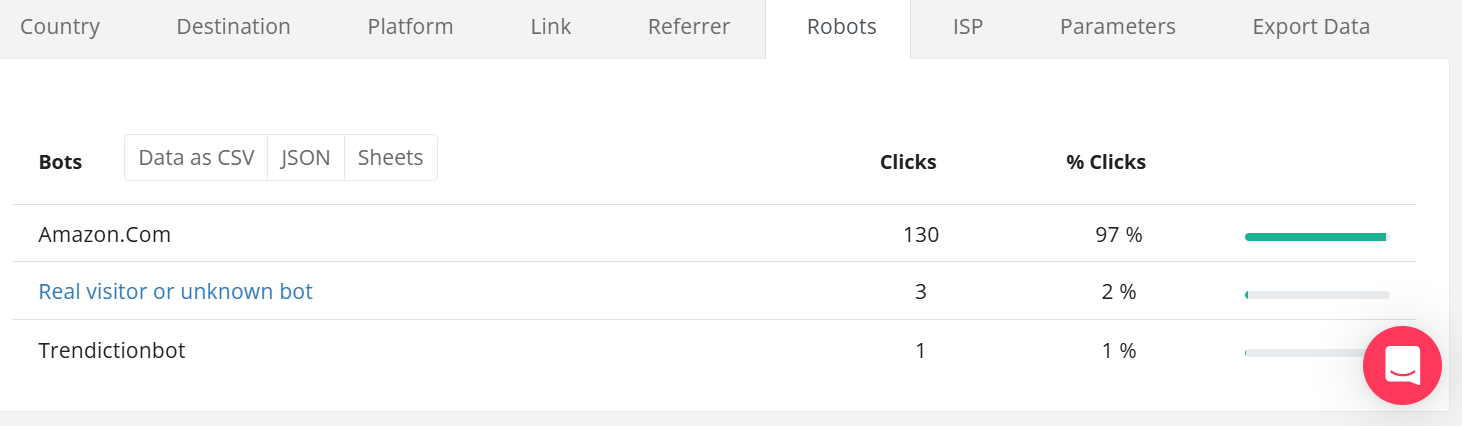 Country Destination Platform Link Referrer Robots ISP Parameters Export Data
Bots Data as CSV JSON Sheets Clicks % Clicks
Amazon.Com 130 97 %
Real visitor or unknown bot 3 2 %
Trendictionbot 1 1 %